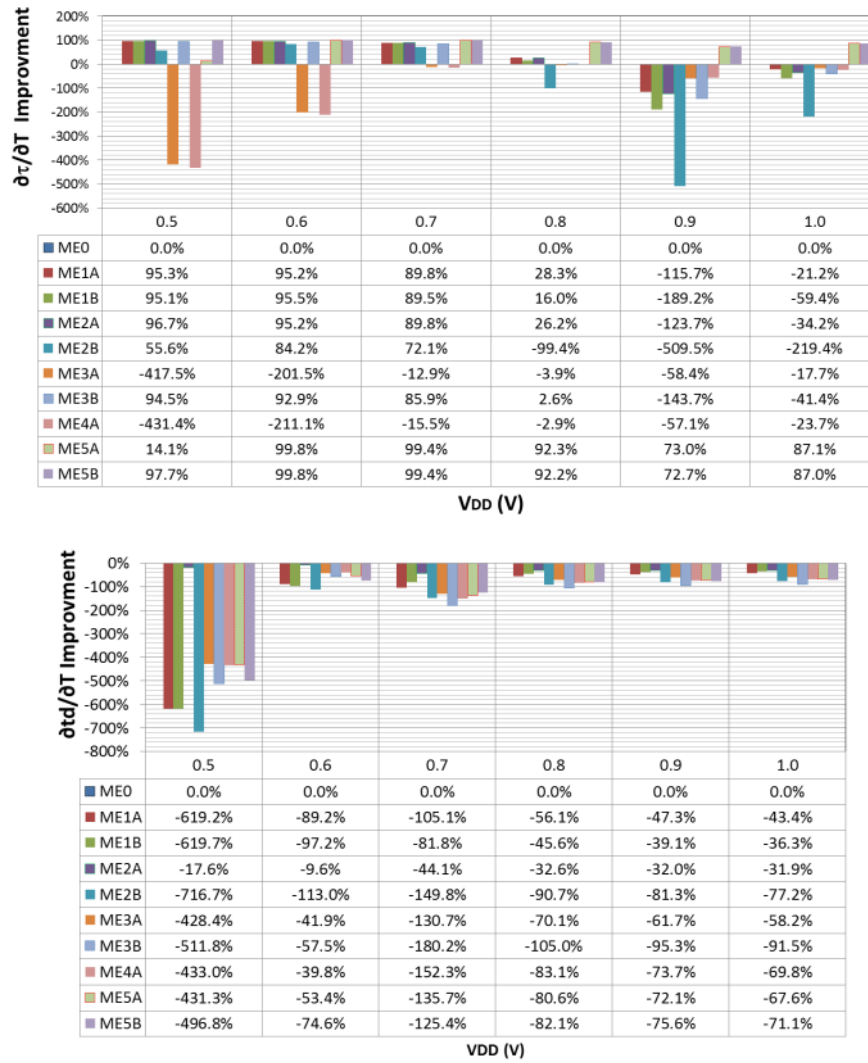 200%
100%
0%
-100%
-200%
-300%
-400%
-500%
-600%
∂τ/∂T Improvment
0.5 0.6 0.7 0.8 0.9 1.0
ME0 0.0% 0.0% 0.0% 0.0% 0.0% 0.0%
ME1A 95.3% 95.2% 89.8% 28.3% -115.7% -21.2%
ME1B 95.1% 95.5% 89.5% 16.0% -189.2% -59.4%
ME2A 96.7% 95.2% 89.8% 26.2% -123.7% -34.2%
ME2B 55.6% 84.2% 72.1% -99.4% -509.5% -219.4%
ME3A -417.5% -201.5% -12.9% -3.9% -58.4% -17.7%
ME3B 94.5% 92.9% 85.9% 2.6% -143.7% -41.4%
ME4A -431.4% -211.1% -15.5% -2.9% -57.1% -23.7%
ME5A 14.1% 99.8% 99.4% 92.3% 73.0% 87.1%
ME5B 97.7% 99.8% 99.4% 92.2% 72.7% 87.0%
VDD (V)
0%
-100%
-200%
-300%
-400%
-500%
-600%
-700%
-800%
∂td/∂T Improvment
0.5 0.6 0.7 0.8 0.9 1.0
ME0 0.0% 0.0% 0.0% 0.0% 0.0% 0.0%
ME1A -619.2% -89.2% -105.1% -56.1% -47.3% -43.4%
ME1B -619.7% -97.2% -81.8% -45.6% -39.1% -36.3%
ME2A -17.6% -9.6% -44.1% -32.6% -32.0% -31.9%
ME2B -716.7% -113.0% -149.8% -90.7% -81.3% -77.2%
ME3A -428.4% -41.9% -130.7% -70.1% -61.7% -58.2%
ME3B -511.8% -57.5% -180.2% -105.0% -95.3% -91.5%
ME4A -433.0% -39.8% -152.3% -83.1% -73.7% -69.8%
ME5A -431.3% -53.4% -135.7% -80.6% -72.1% -67.6%
ME5B -496.8% -74.6% -125.4% -82.1% -75.6% -71.1%
VDD (V)